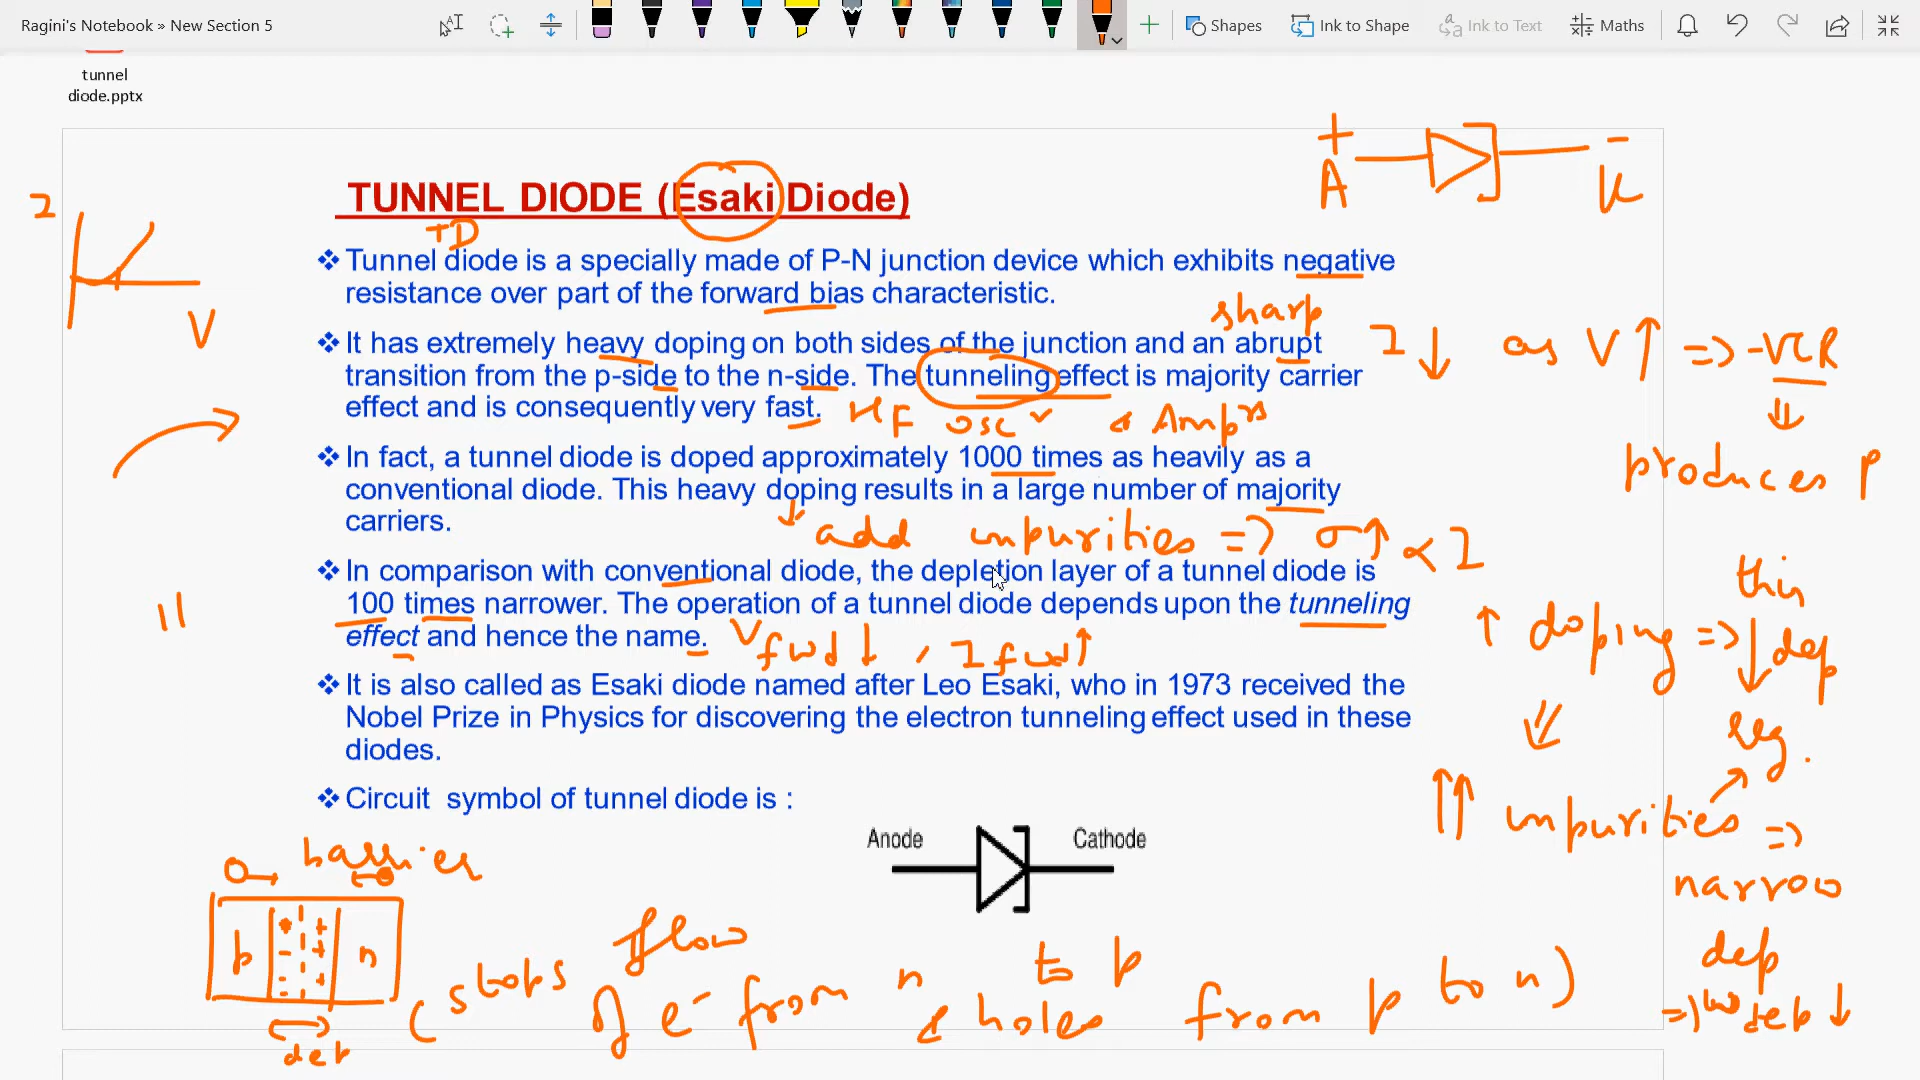 Ragini's Notebook » New Section 5
Shapes
Ink to Shape
Ink to Text
Maths
tunnel
diode.pptx
+ A - K
TUNNEL DIODE (Esaki Diode)
TD
I
V
❖ Tunnel diode is a specially made of P-N junction device which exhibits negative
resistance over part of the forward bias characteristic.
sharp
❖ It has extremely heavy doping on both sides of the junction and an abrupt
transition from the p-side to the n-side. The tunneling effect is majority carrier
effect and is consequently very fast.
HF oscr & Ampxs
I ↓ as V ↑ => -VCR
⇓
produces P
❖ In fact, a tunnel diode is doped approximately 1000 times as heavily as a
conventional diode. This heavy doping results in a large number of majority
carriers.
↓ add impurities => σ↑ ∝ I
❖ In comparison with conventional diode, the depletion layer of a tunnel diode is
100 times narrower. The operation of a tunnel diode depends upon the tunneling
effect and hence the name.
Vfwd ↓ , Ifwd ↑
thin
↑ doping => ↓ dep
reg.
⇓
↑↑ impurities =>
narrow
dep
=> W dep ↓
❖ It is also called as Esaki diode named after Leo Esaki, who in 1973 received the
Nobel Prize in Physics for discovering the electron tunneling effect used in these
diodes.
❖ Circuit symbol of tunnel diode is :
Anode Cathode
barrier
p n
dep
(stops flow
of e- from n to p
& holes from p to n)